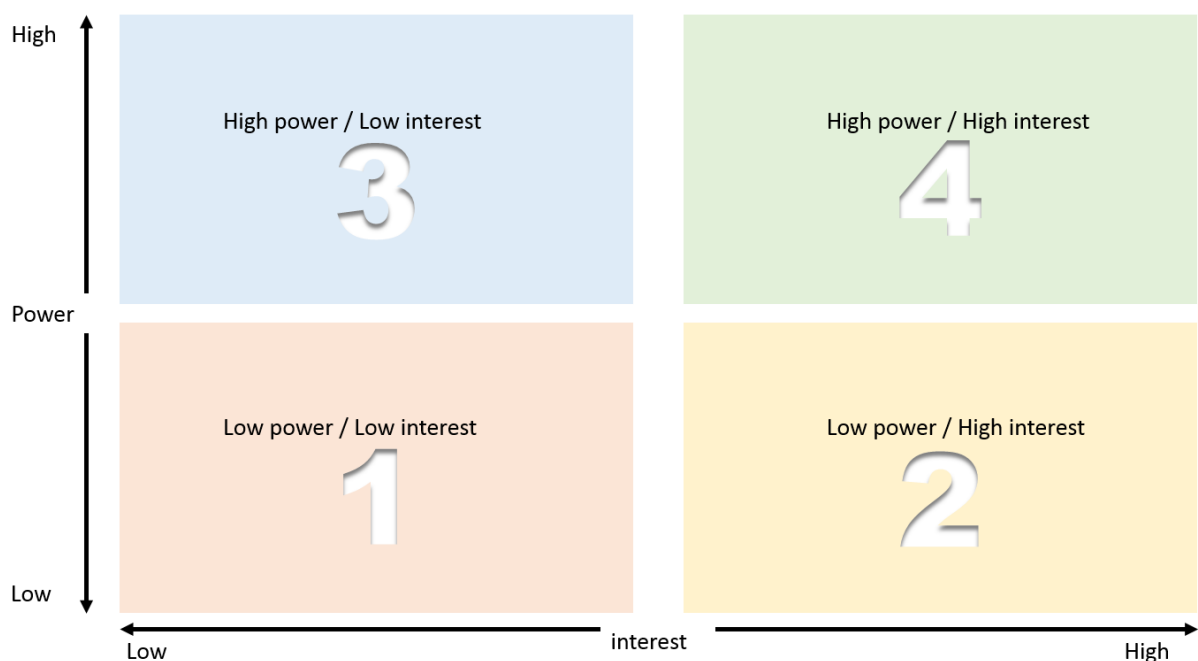 High
High power / Low interest
3
High power / High interest
4
Power
Low power / Low interest
1
Low power / High interest
2
Low
interest
Low
High